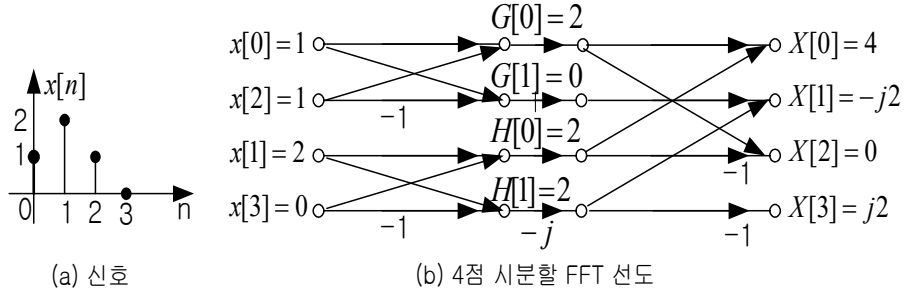 x[n]
2
1
0 1 2 3 n
(a) 신호
x[0]=1 G[0]=2 X[0]=4
x[2]=1 G[1]=0 X[1]=-j2
-1
x[1]=2 H[0]=2 X[2]=0
-1
x[3]=0 H[1]=2 X[3]=j2
-1 -j -1
(b) 4점 시분할 FFT 선도